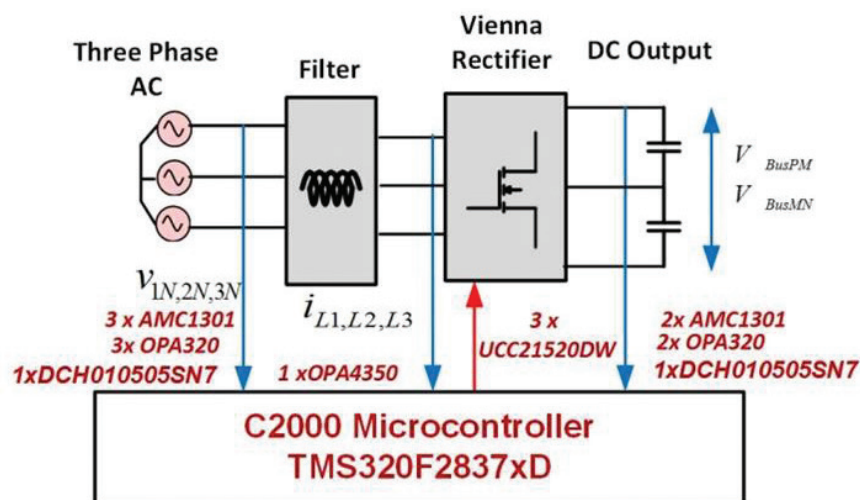 Three Phase
AC
Filter
Vienna
Rectifier
DC Output
V BusPM
V BusMN
v1N,2N,3N
iL1,L2,L3
3 x AMC1301
3x OPA320
1xDCH010505SN7
1 xOPA4350
3 x
UCC21520DW
2x AMC1301
2x OPA320
1xDCH010505SN7
C2000 Microcontroller
TMS320F2837xD